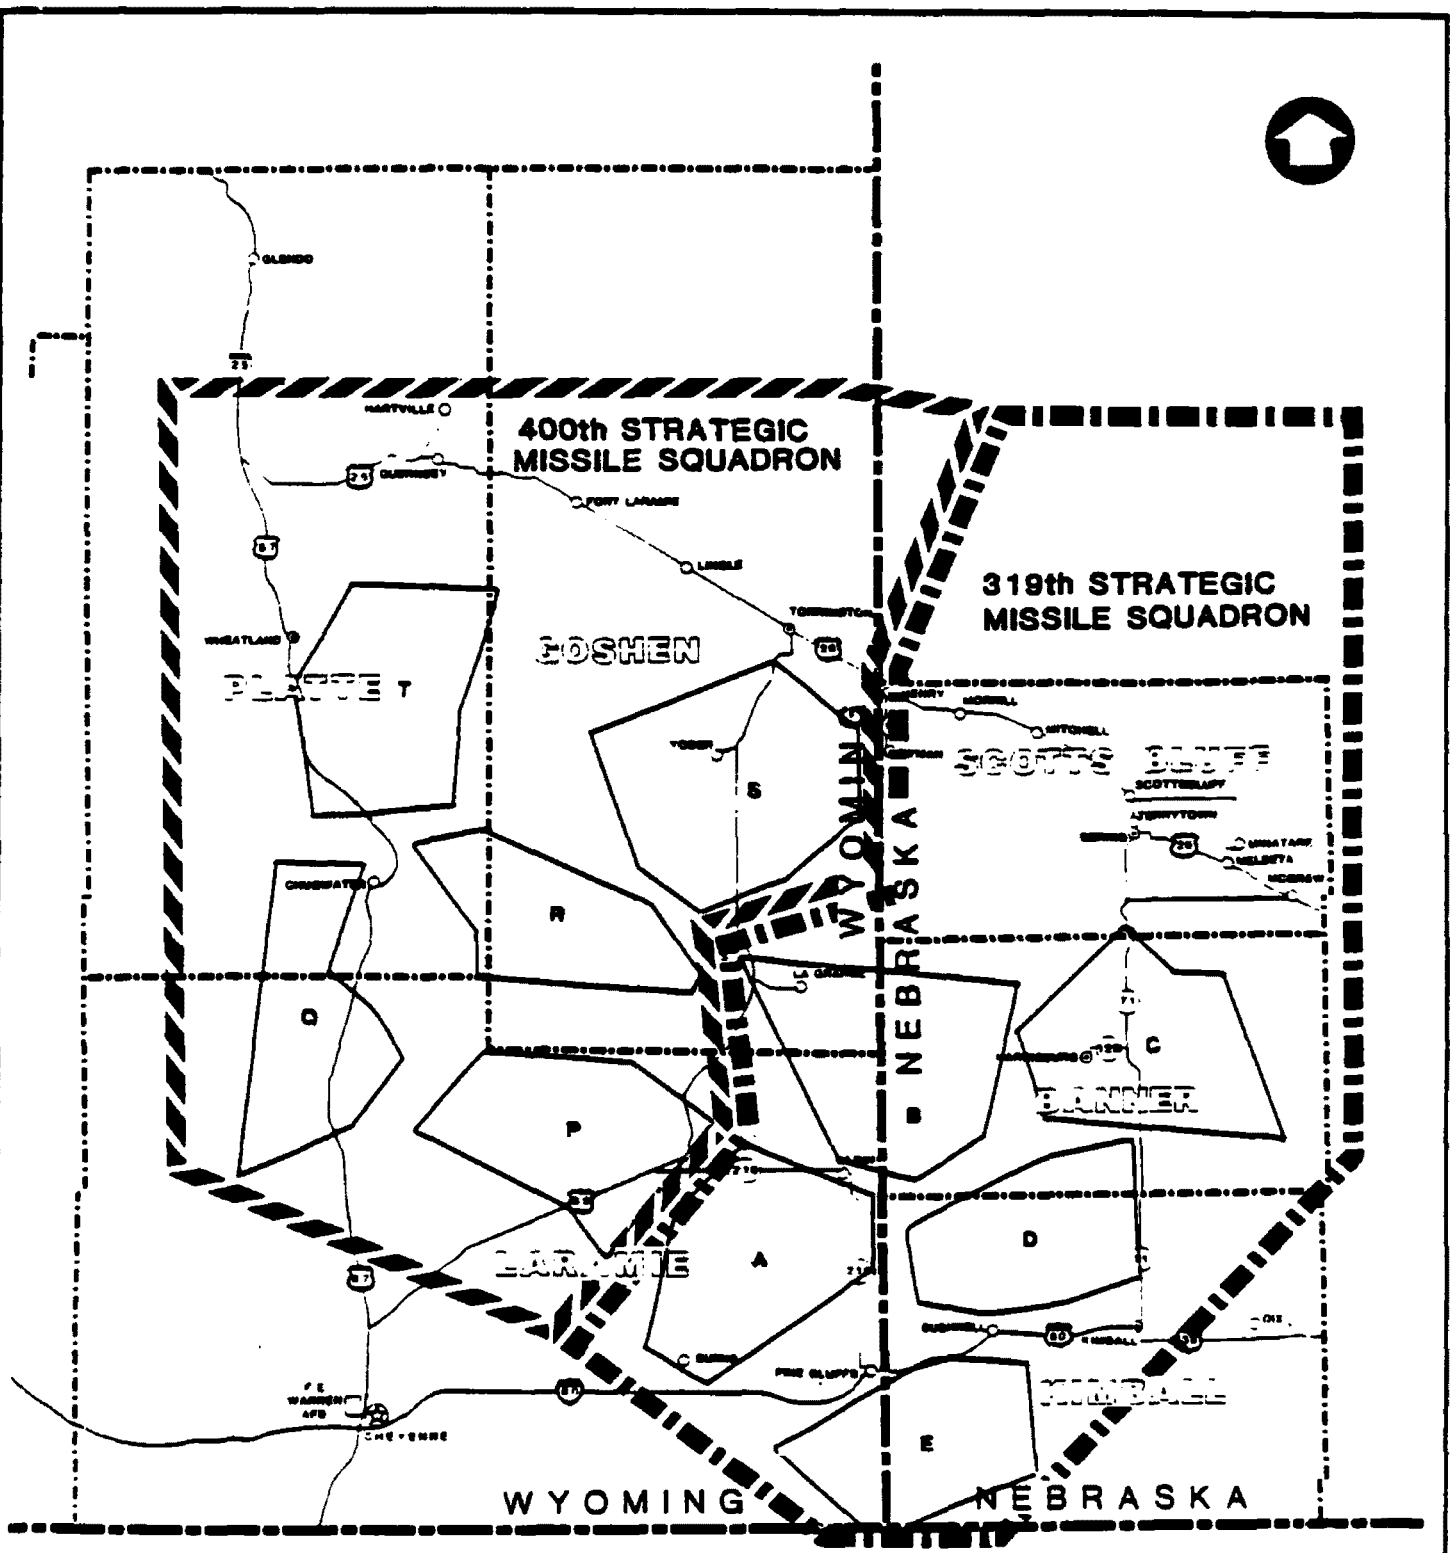 GLENDO
25
HARTVILLE
400th STRATEGIC
MISSILE SQUADRON
GUERNSEY
FORT LARAMIE
87
LINGLE
319th STRATEGIC
MISSILE SQUADRON
TORRINGTON
WHEATLAND
GOSHEN
26
PLATTE
T
HENRY
MORRILL
MITCHELL
YODER
WYOMING
NEBRASKA
SCOTTS BLUFF
SCOTTSBLUFF
S
TERRYTOWN
GERING
26
MINATARE
MELBETA
MCGREW
CHUGWATER
R
LA GRANGE
Q
71
HARRISBURG
C
BANNER
P
B
85
D
LARAMIE
A
87
BUSHNELL
80
KIMBALL
30
DIX
BURNS
PINE BLUFFS
F.E.
WARREN
AFB
80
KIMBALL
CHEYENNE
E
WYOMING
NEBRASKA